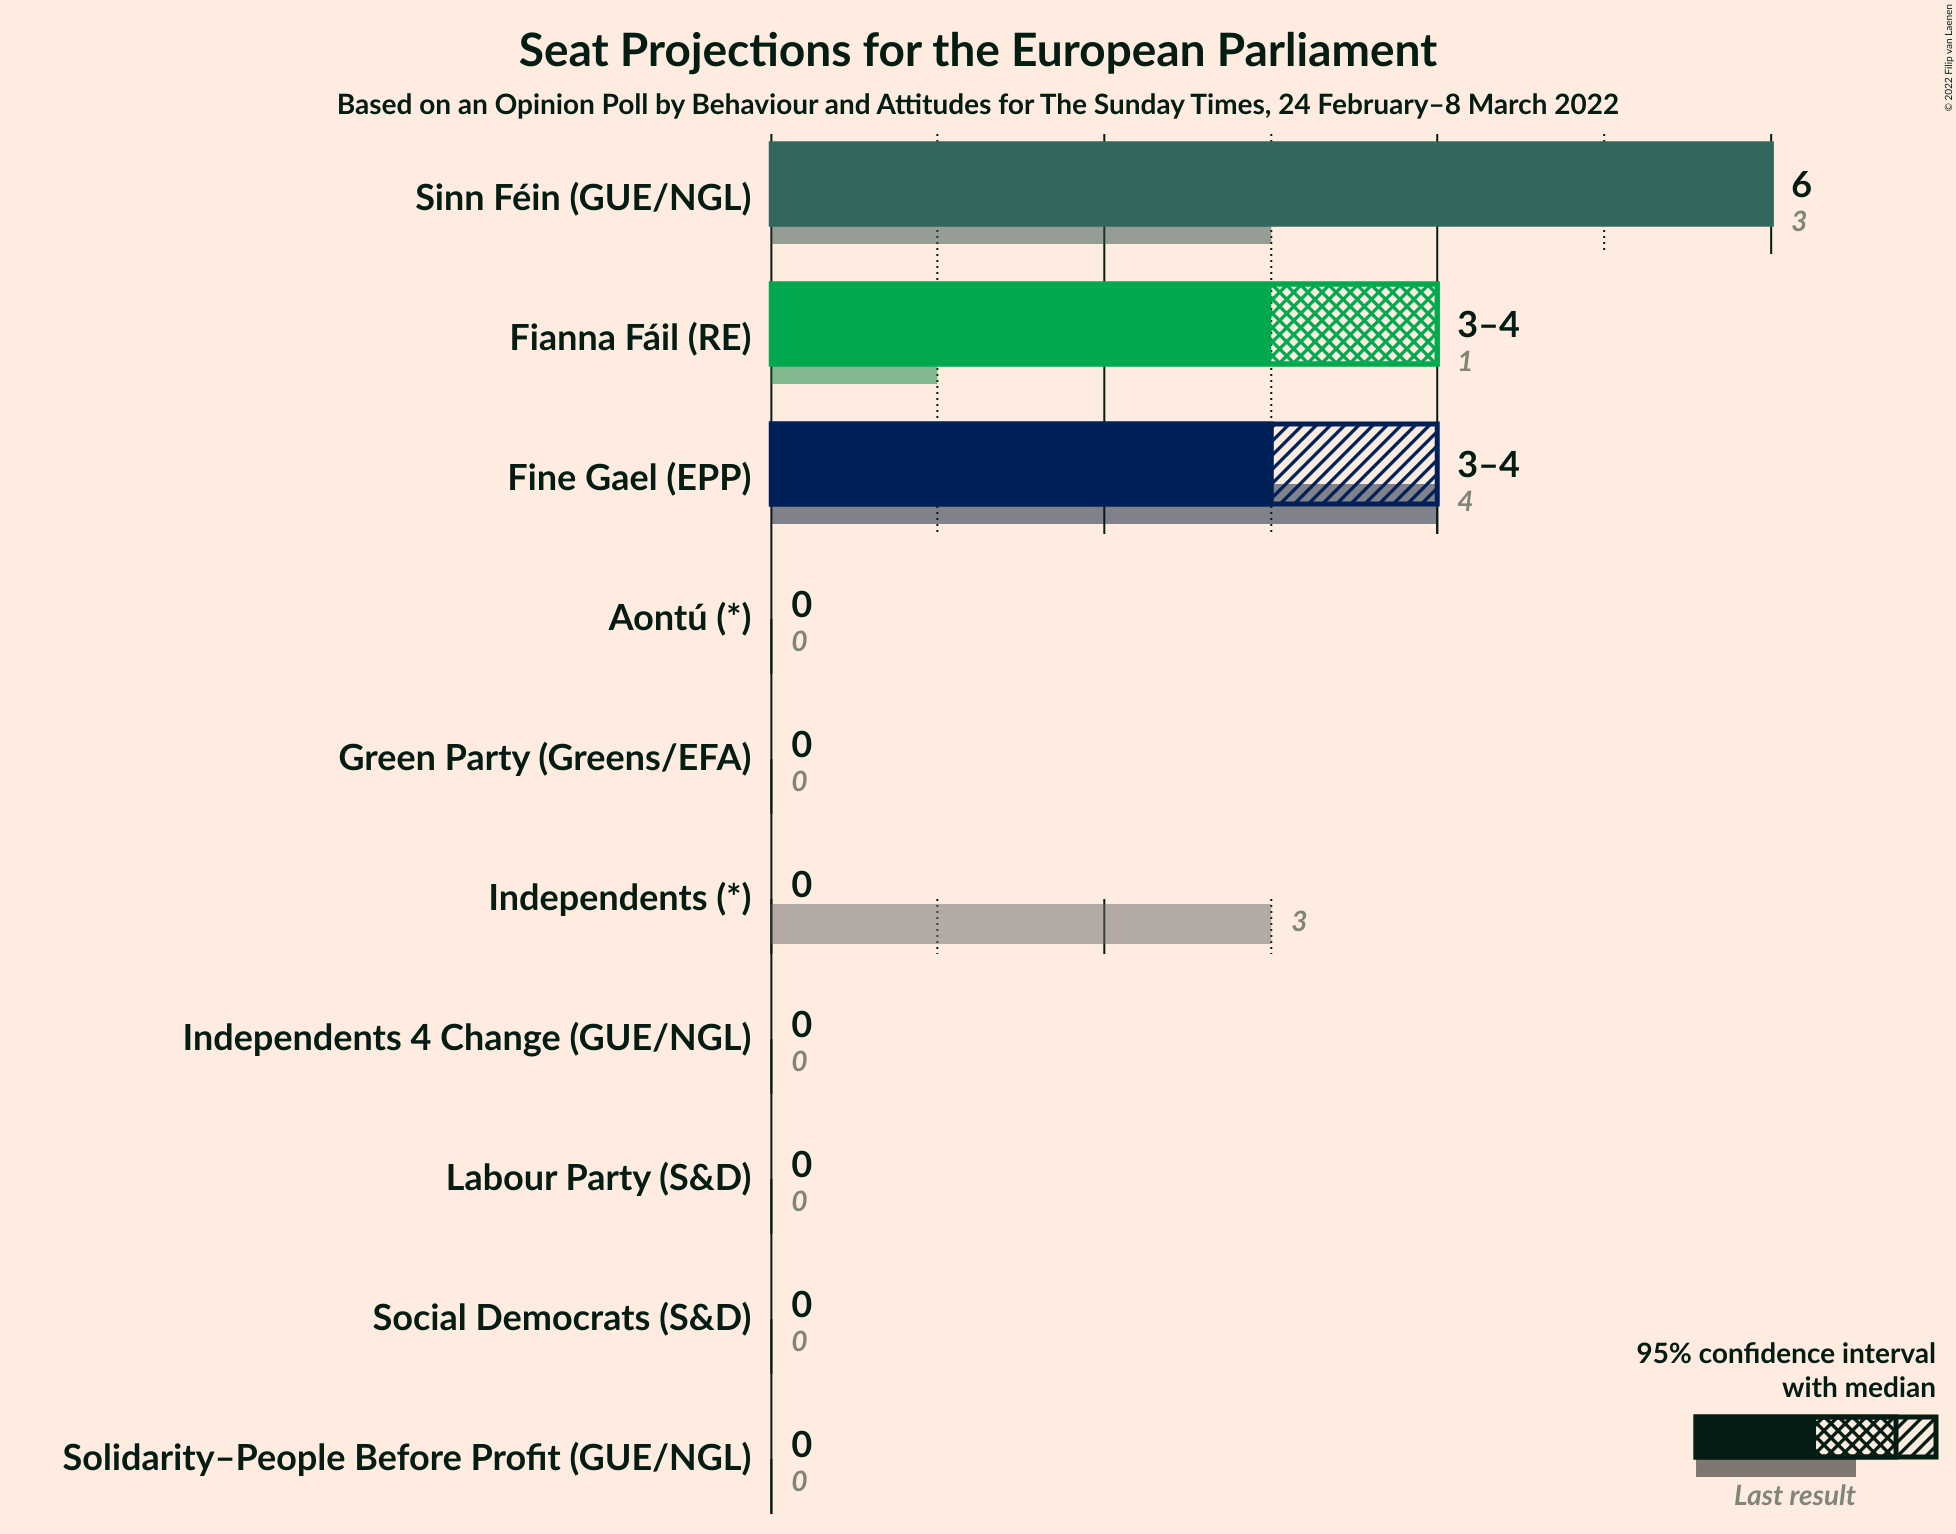 Seat Projections for the European Parliament
Based on an Opinion Poll by Behaviour and Attitudes for The Sunday Times, 24 February–8 March 2022
© 2022 Filip van Laenen
Sinn Féin (GUE/NGL)
6
3
Fianna Fáil (RE)
3–4
1
Fine Gael (EPP)
3–4
4
Aontú (*)
0
0
Green Party (Greens/EFA)
0
0
Independents (*)
0
3
Independents 4 Change (GUE/NGL)
0
0
Labour Party (S&D)
0
0
Social Democrats (S&D)
0
0
Solidarity–People Before Profit (GUE/NGL)
0
0
95% confidence interval
with median
Last result